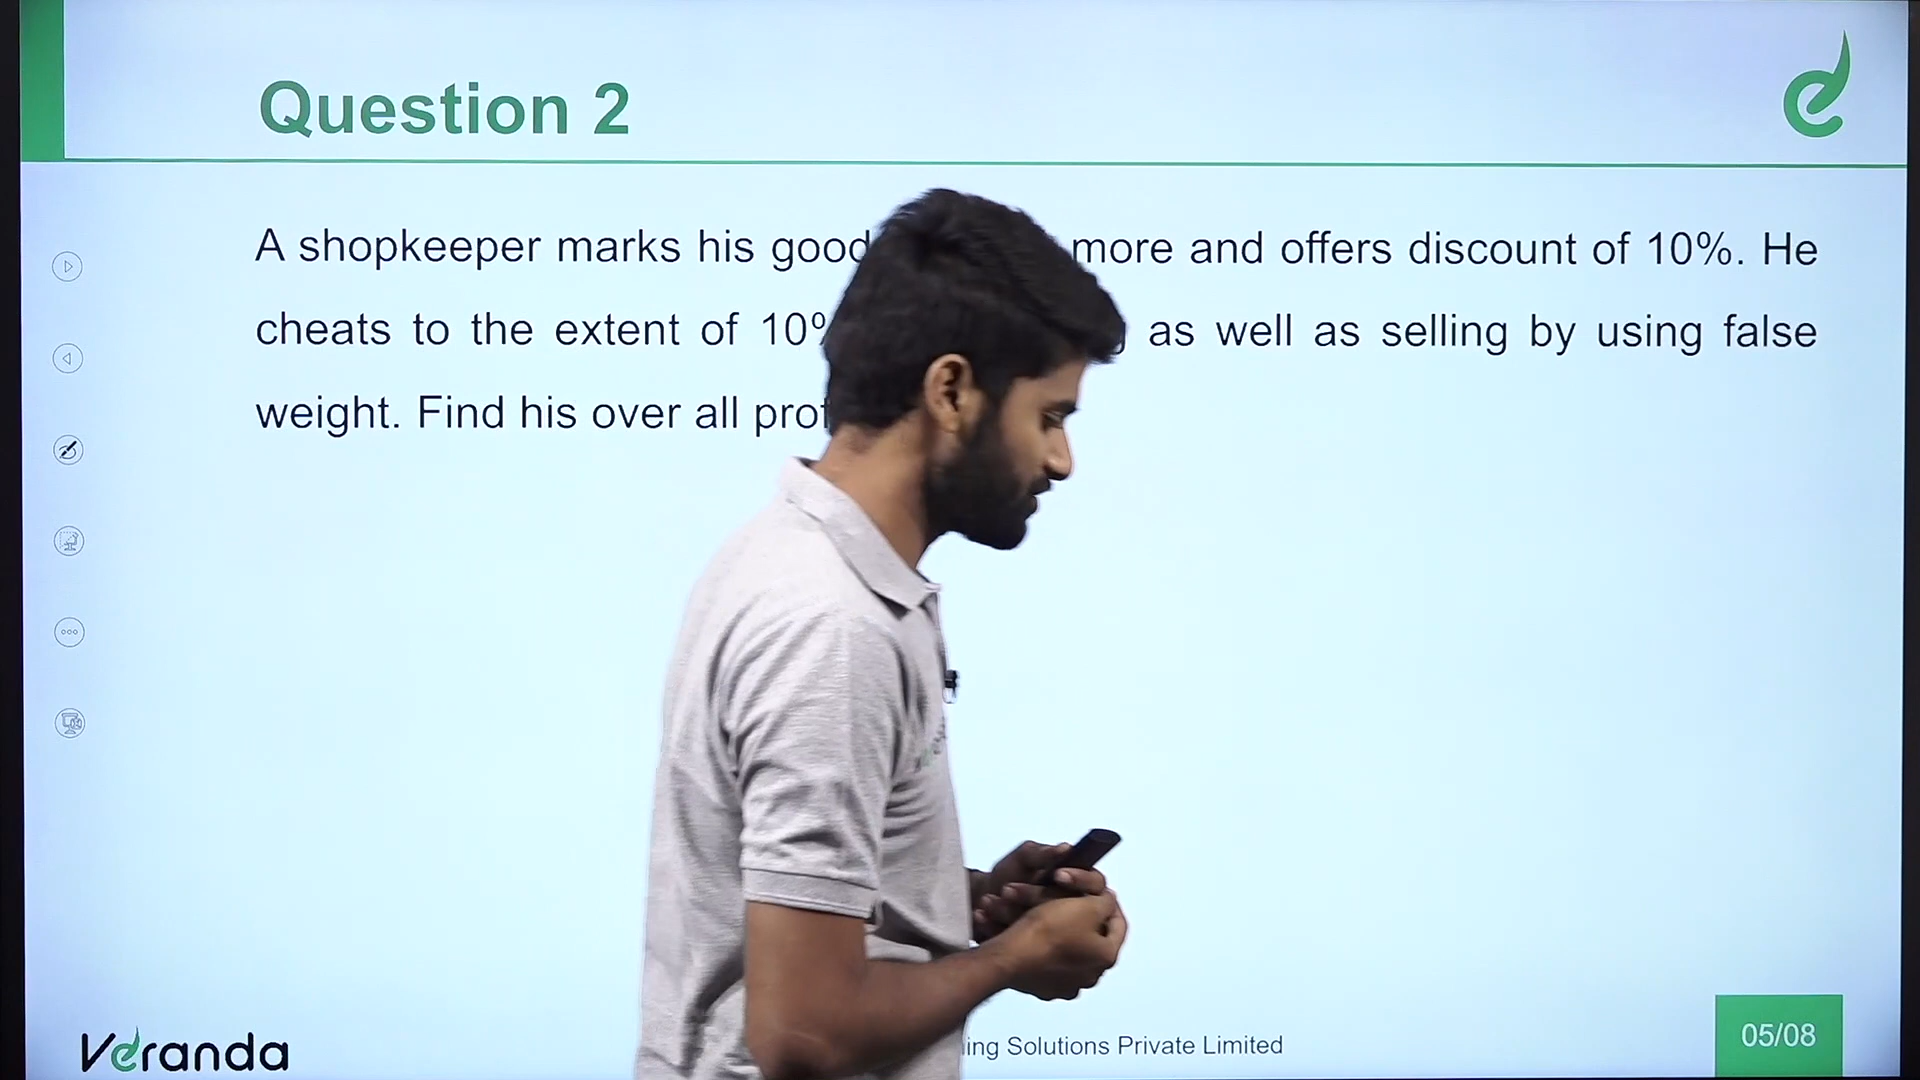 Question 2
A shopkeeper marks his more and offers discount of 10%. He
cheats to the extent of as well as selling by using false
weight. Find his over all
Veranda
Solutions Private Limited
05/08